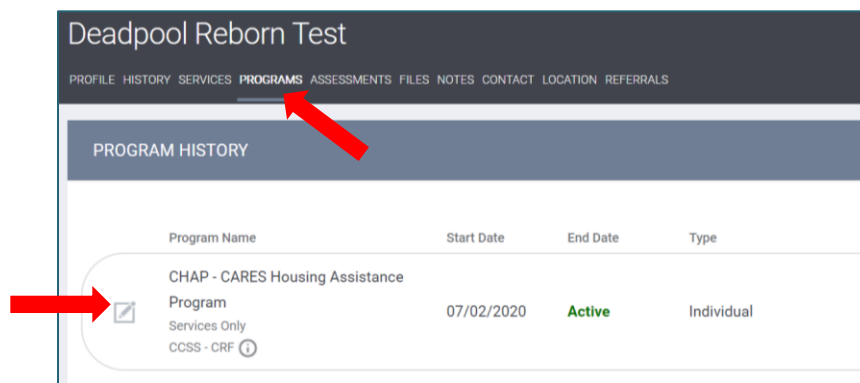 Deadpool Reborn Test
PROFILE HISTORY SERVICES PROGRAMS ASSESSMENTS FILES NOTES CONTACT LOCATION REFERRALS
PROGRAM HISTORY
Program Name Start Date End Date Type
CHAP - CARES Housing Assistance
Program
07/02/2020 Active Individual
Services Only
CCSS - CRF